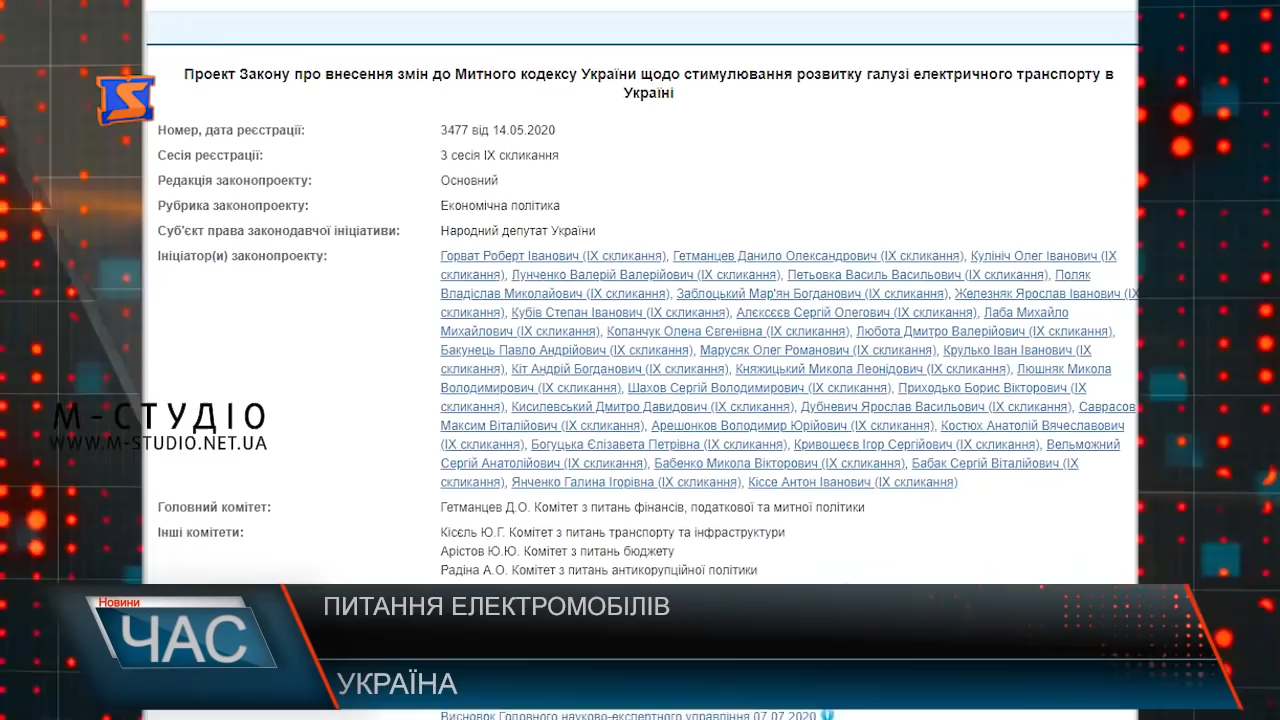 Проект Закону про внесення змін до Митного кодексу України щодо стимулювання розвитку галузі електричного транспорту в
Україні
Номер, дата реєстрації: 3477 від 14.05.2020
Сесія реєстрації: 3 сесія IX скликання
Редакція законопроекту: Основний
Рубрика законопроекту: Економічна політика
Суб'єкт права законодавчої ініціативи: Народний депутат України
Ініціатор(и) законопроекту: Горват Роберт Іванович (IX скликання), Гетманцев Данило Олександрович (IX скликання), Кулініч Олег Іванович (IX
скликання), Лунченко Валерій Валерійович (IX скликання), Петьовка Василь Васильович (IX скликання), Поляк
Владіслав Миколайович (IX скликання), Заблоцький Мар'ян Богданович (IX скликання), Железняк Ярослав Іванович (IX
скликання), Кубів Степан Іванович (IX скликання), Алєксєєв Сергій Олегович (IX скликання), Лаба Михайло
Михайлович (IX скликання), Копанчук Олена Євгенівна (IX скликання), Любота Дмитро Валерійович (IX скликання),
Бакунець Павло Андрійович (IX скликання), Марусяк Олег Романович (IX скликання), Крулько Іван Іванович (IX
скликання), Кіт Андрій Богданович (IX скликання), Княжицький Микола Леонідович (IX скликання), Люшняк Микола
Володимирович (IX скликання), Шахов Сергій Володимирович (IX скликання), Приходько Борис Вікторович (IX
скликання), Кисилевський Дмитро Давидович (IX скликання), Дубневич Ярослав Васильович (IX скликання), Саврасов
Максим Віталійович (IX скликання), Арешонков Володимир Юрійович (IX скликання), Костюх Анатолій Вячеславович
(IX скликання), Богуцька Єлізавета Петрівна (IX скликання), Кривошеєв Ігор Сергійович (IX скликання), Вельможний
Сергій Анатолійович (IX скликання), Бабенко Микола Вікторович (IX скликання), Бабак Сергій Віталійович (IX
скликання), Янченко Галина Ігорівна (IX скликання), Кіссе Антон Іванович (IX скликання)
Головний комітет: Гетманцев Д.О. Комітет з питань фінансів, податкової та митної політики
Інші комітети: Кісєль Ю.Г. Комітет з питань транспорту та інфраструктури
Арістов Ю.Ю. Комітет з питань бюджету
Радіна А.О. Комітет з питань антикорупційної політики
М-СТУДІО
WWW.M-STUDIO.NET.UA
Новини
ЧАС
ПИТАННЯ ЕЛЕКТРОМОБІЛІВ
УКРАЇНА
Висновок Головного науково-експертного управління 07.07.2020